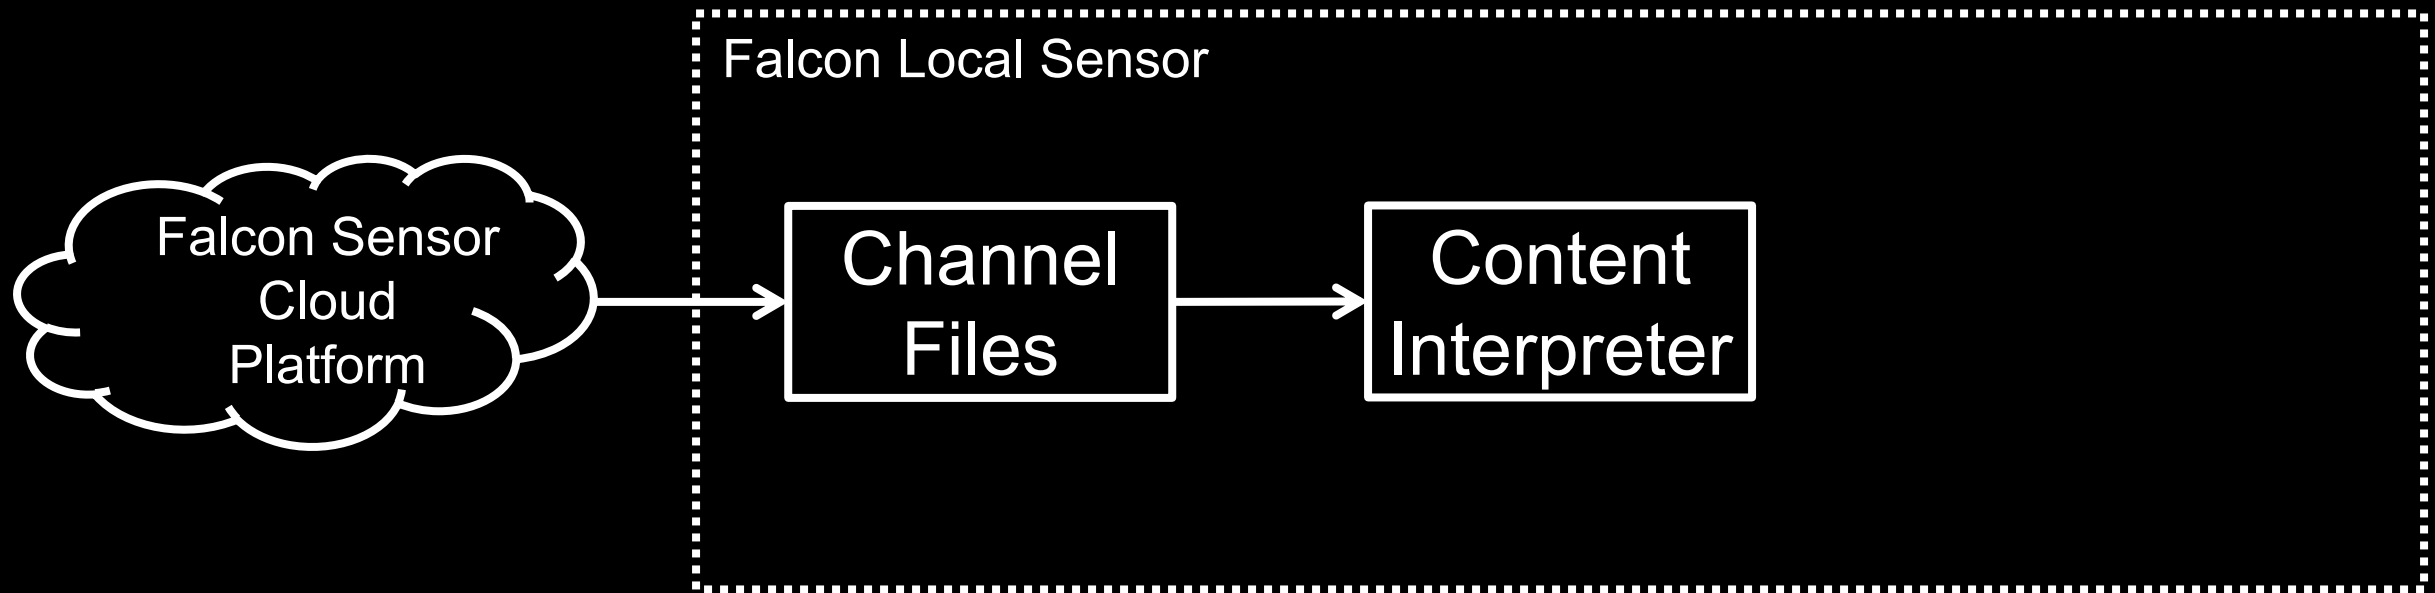 Falcon Local Sensor
Falcon Sensor
Cloud
Platform
Channel
Files
Content
Interpreter